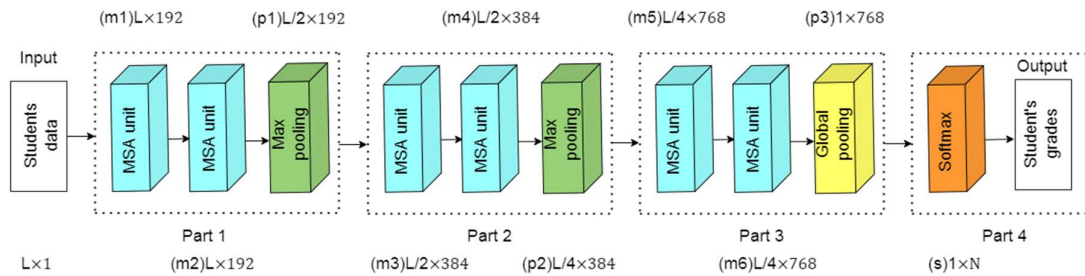 (m1)L×192 (p1)L/2×192 (m4)L/2×384 (m5)L/4×768 (p3)1×768
Input
Students
data
MSA unit
MSA unit
Max
pooling
MSA unit
MSA unit
Max
pooling
MSA unit
MSA unit
Global
pooling
Softmax
Output
Student's
grades
Part 1 Part 2 Part 3 Part 4
L×1 (m2)L×192 (m3)L/2×384 (p2)L/4×384 (m6)L/4×768 (s)1×N